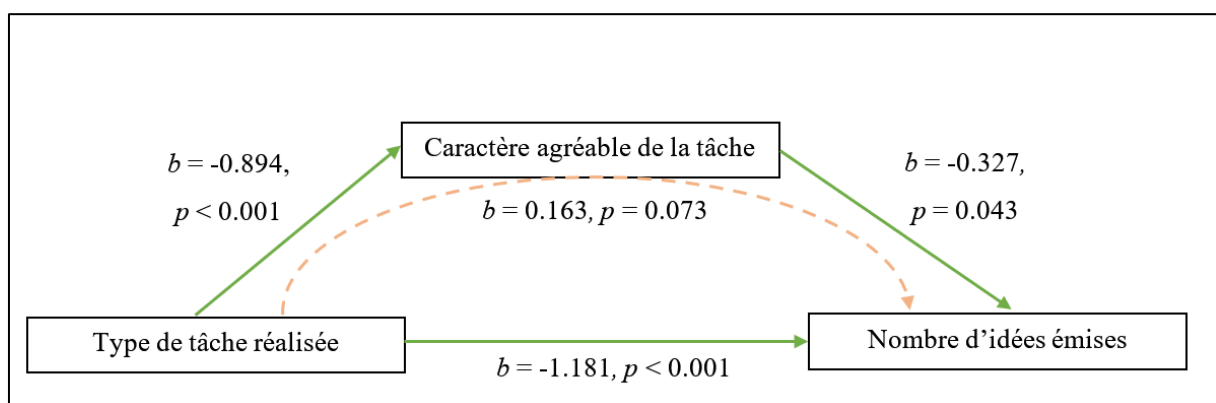 Caractère agréable de la tâche
b = -0.894,
p < 0.001
b = -0.327,
p = 0.043
b = 0.163, p = 0.073
Type de tâche réalisée
Nombre d’idées émises
b = -1.181, p < 0.001